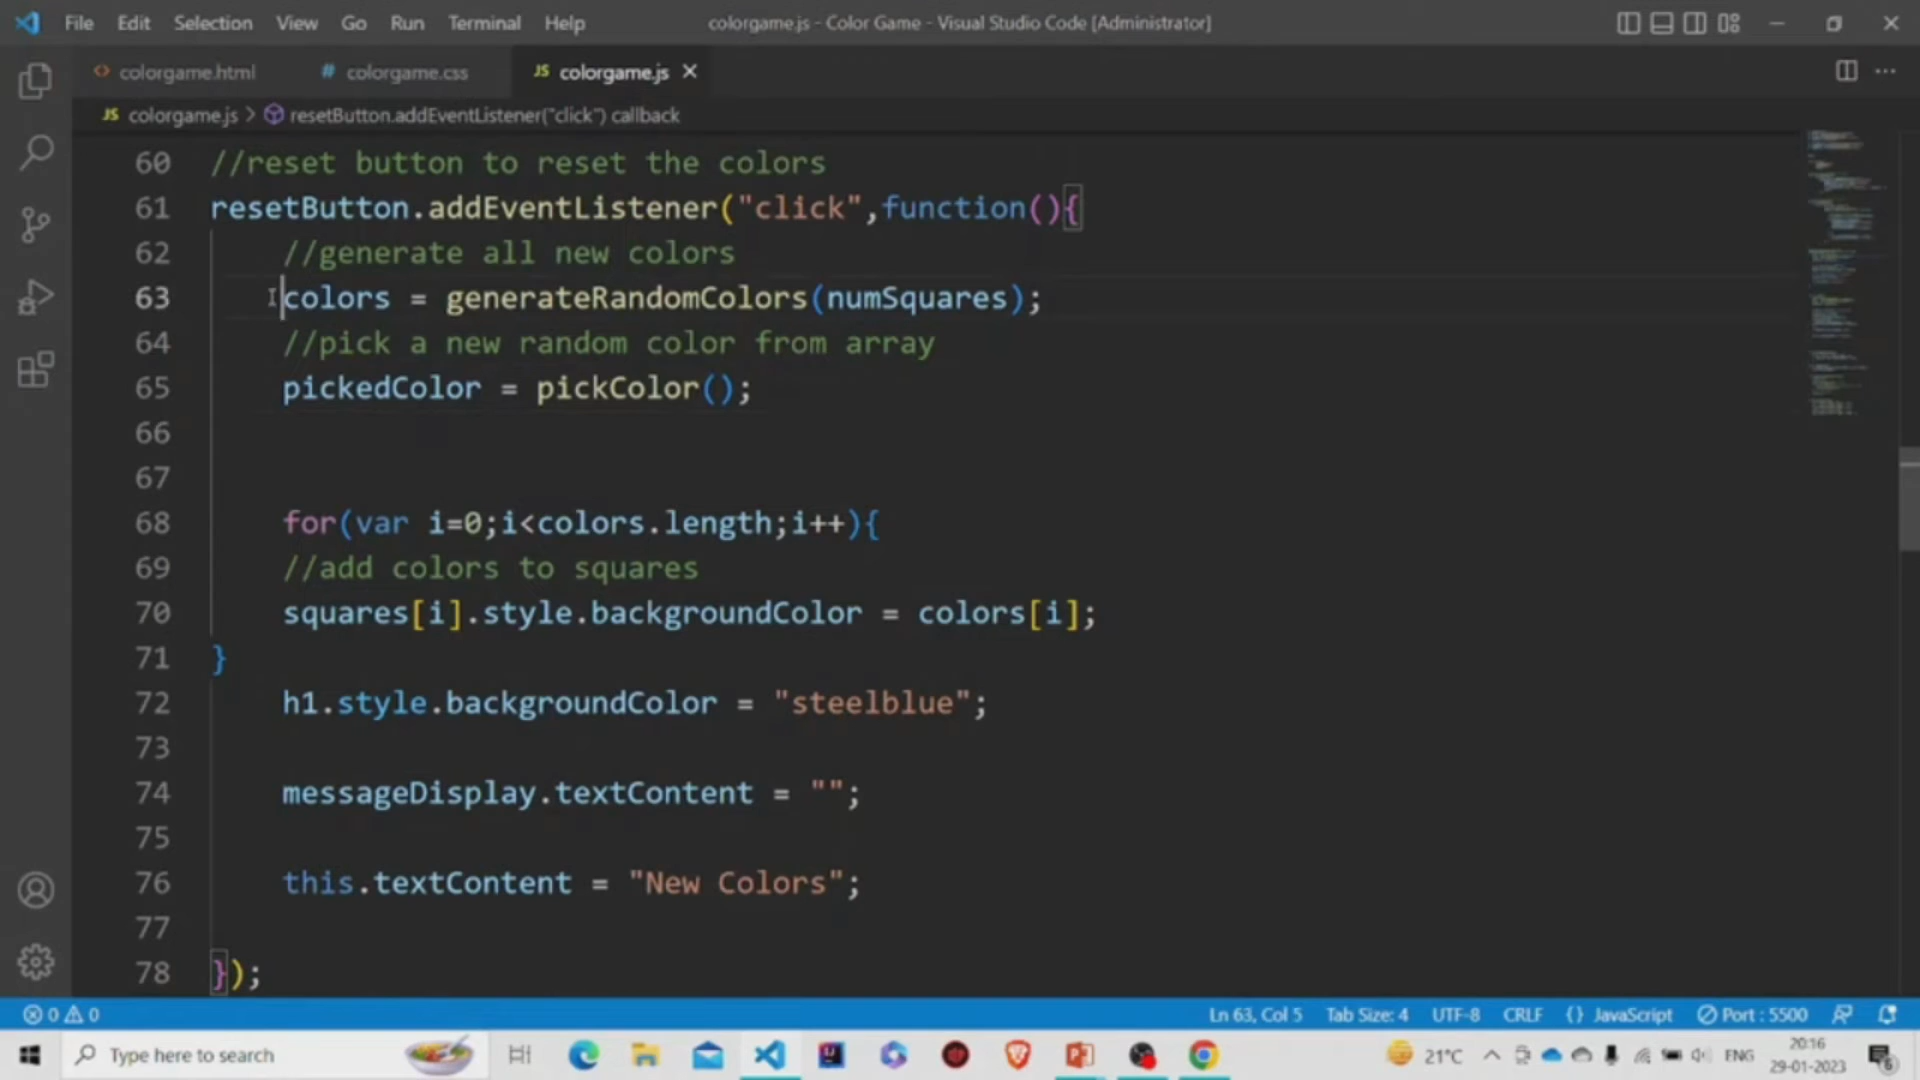 File Edit Selection View Go Run Terminal Help colorgame.js - Color Game - Visual Studio Code [Administrator]
colorgame.html # colorgame.css JS colorgame.js
JS colorgame.js > resetButton.addEventListener("click") callback
60 //reset button to reset the colors
61 resetButton.addEventListener("click",function(){
62 //generate all new colors
63 colors = generateRandomColors(numSquares);
64 //pick a new random color from array
65 pickedColor = pickColor();
66
67
68 for(var i=0;i<colors.length;i++){
69 //add colors to squares
70 squares[i].style.backgroundColor = colors[i];
71 }
72 h1.style.backgroundColor = "steelblue";
73
74 messageDisplay.textContent = "";
75
76 this.textContent = "New Colors";
77
78 });
0 0 Ln 63, Col 5 Tab Size: 4 UTF-8 CRLF {} JavaScript Port : 5500
Type here to search 21°C ENG 20:16
29-01-2023